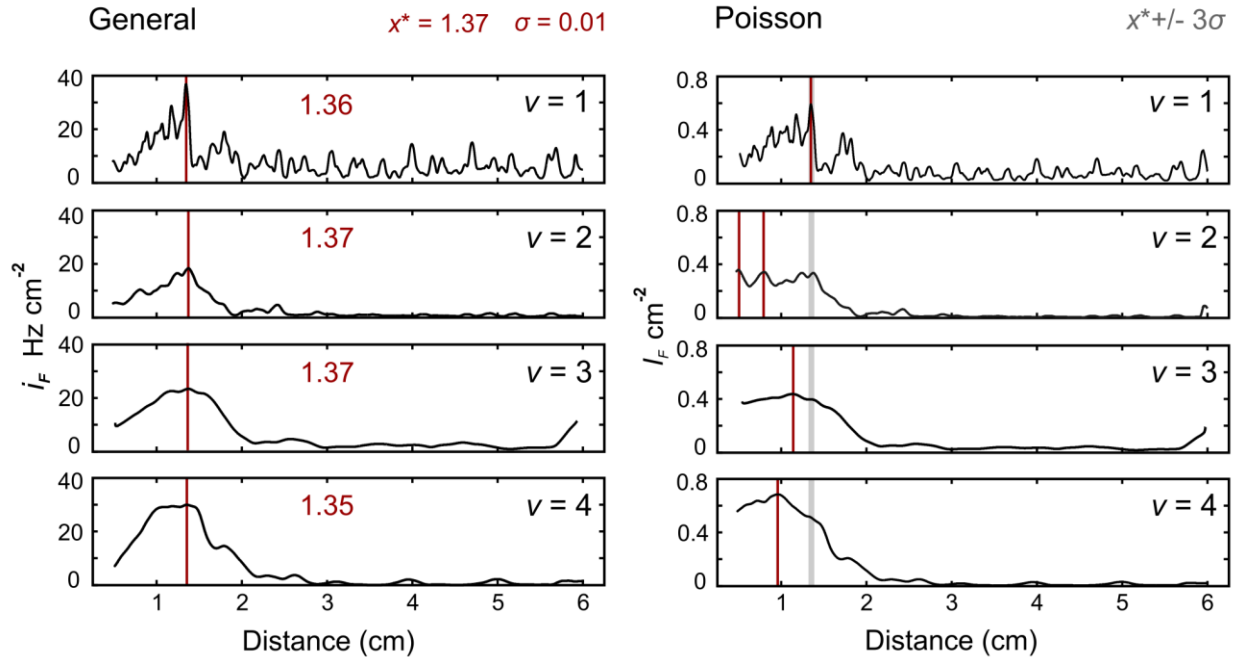 General
x* = 1.37 σ = 0.01
40
20
0
1.36
v = 1
40
20
0
1.37
v = 2
40
20
0
1.37
v = 3
40
20
0
1.35
v = 4
1 2 3 4 5 6
Distance (cm)
i_F Hz cm⁻²
Poisson
x*+/- 3σ
0.8
0.4
0
v = 1
0.8
0.4
0
v = 2
0.8
0.4
0
v = 3
0.8
0.4
0
v = 4
1 2 3 4 5 6
Distance (cm)
I_F cm⁻²